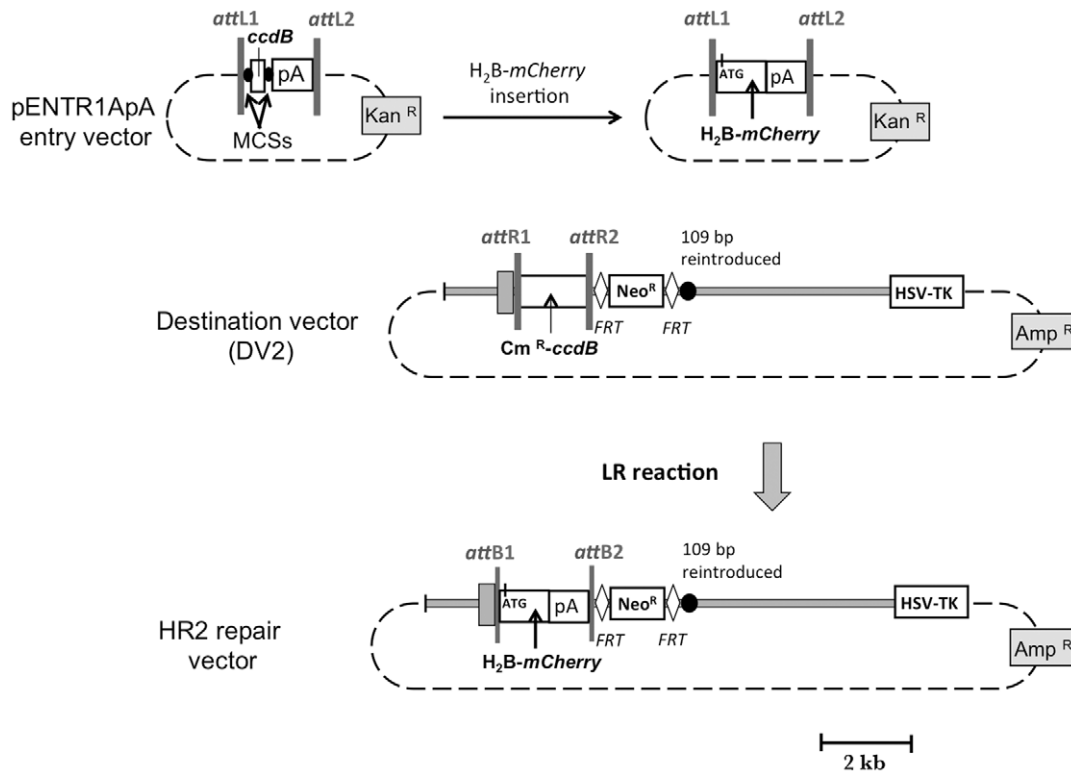 attL1 attL2
ccdB
pA
pENTR1ApA
entry vector
MCSs
Kan R
H2B-mCherry
insertion
attL1 attL2
ATG pA
H2B-mCherry
Kan R
attR1 attR2
109 bp
reintroduced
NeoR
HSV-TK
FRT FRT
Cm R-ccdB
Destination vector
(DV2)
Amp R
LR reaction
attB1 attB2
109 bp
reintroduced
ATG pA NeoR
HSV-TK
FRT FRT
H2B-mCherry
HR2 repair
vector
Amp R
2 kb